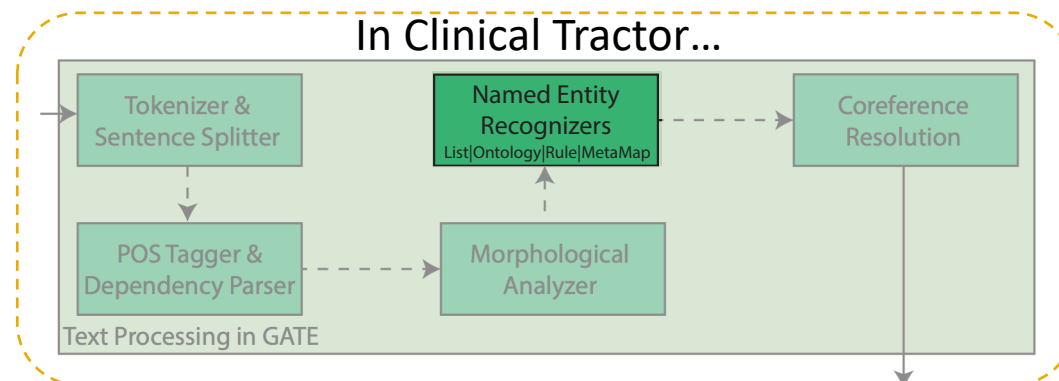 In Clinical Tractor...
Tokenizer &
Sentence Splitter
POS Tagger &
Dependency Parser
Morphological
Analyzer
Named Entity
Recognizers
List|Ontology|Rule|MetaMap
Coreference
Resolution
Text Processing in GATE